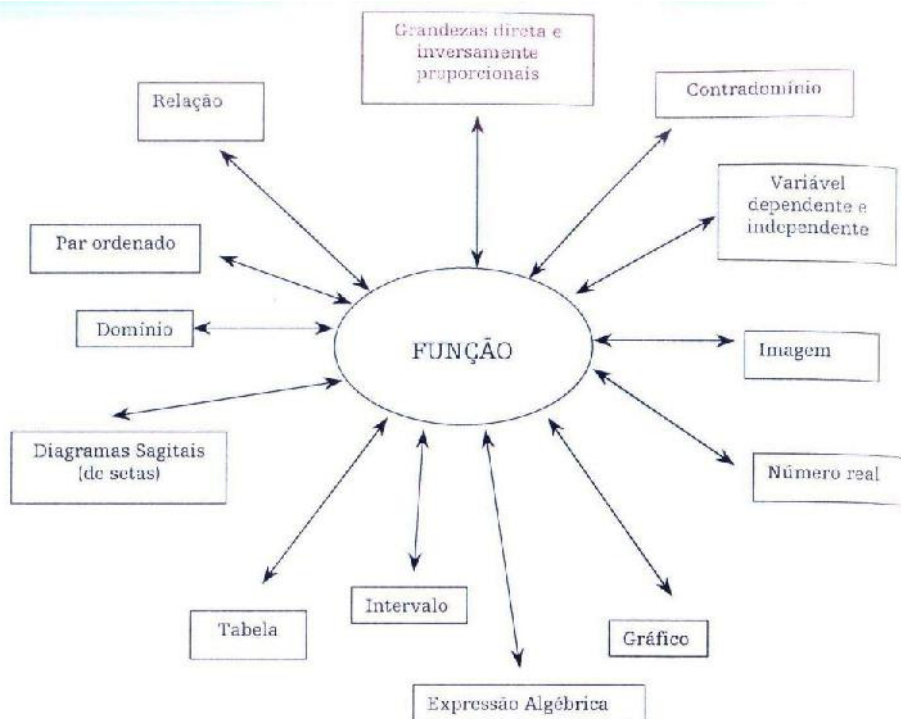 Grandezas direta e
inversamente
proporcionais
Relação
Contradomínio
Variável
dependente e
independente
Par ordenado
Domínio
FUNÇÃO
Imagem
Diagramas Sagitais
(de setas)
Número real
Tabela
Intervalo
Gráfico
Expressão Algébrica